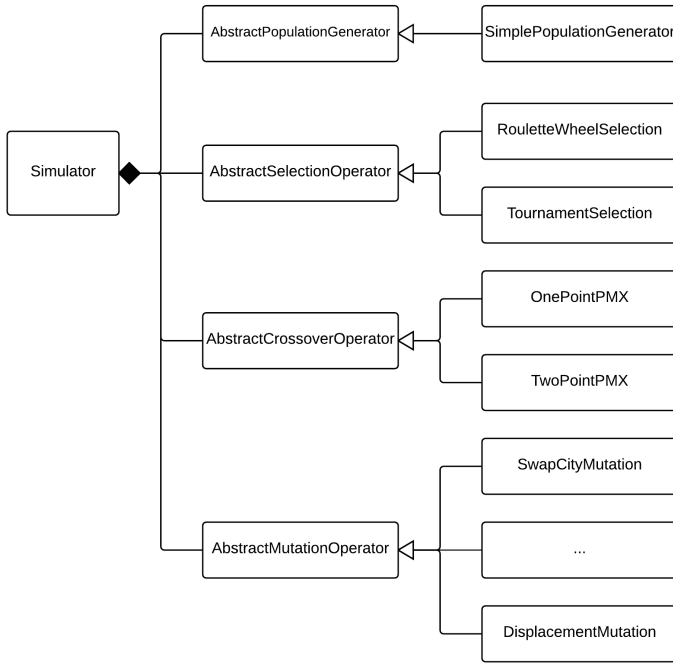 AbstractPopulationGenerator
SimplePopulationGenerator
RouletteWheelSelection
Simulator
AbstractSelectionOperator
TournamentSelection
OnePointPMX
AbstractCrossoverOperator
TwoPointPMX
SwapCityMutation
AbstractMutationOperator
...
DisplacementMutation